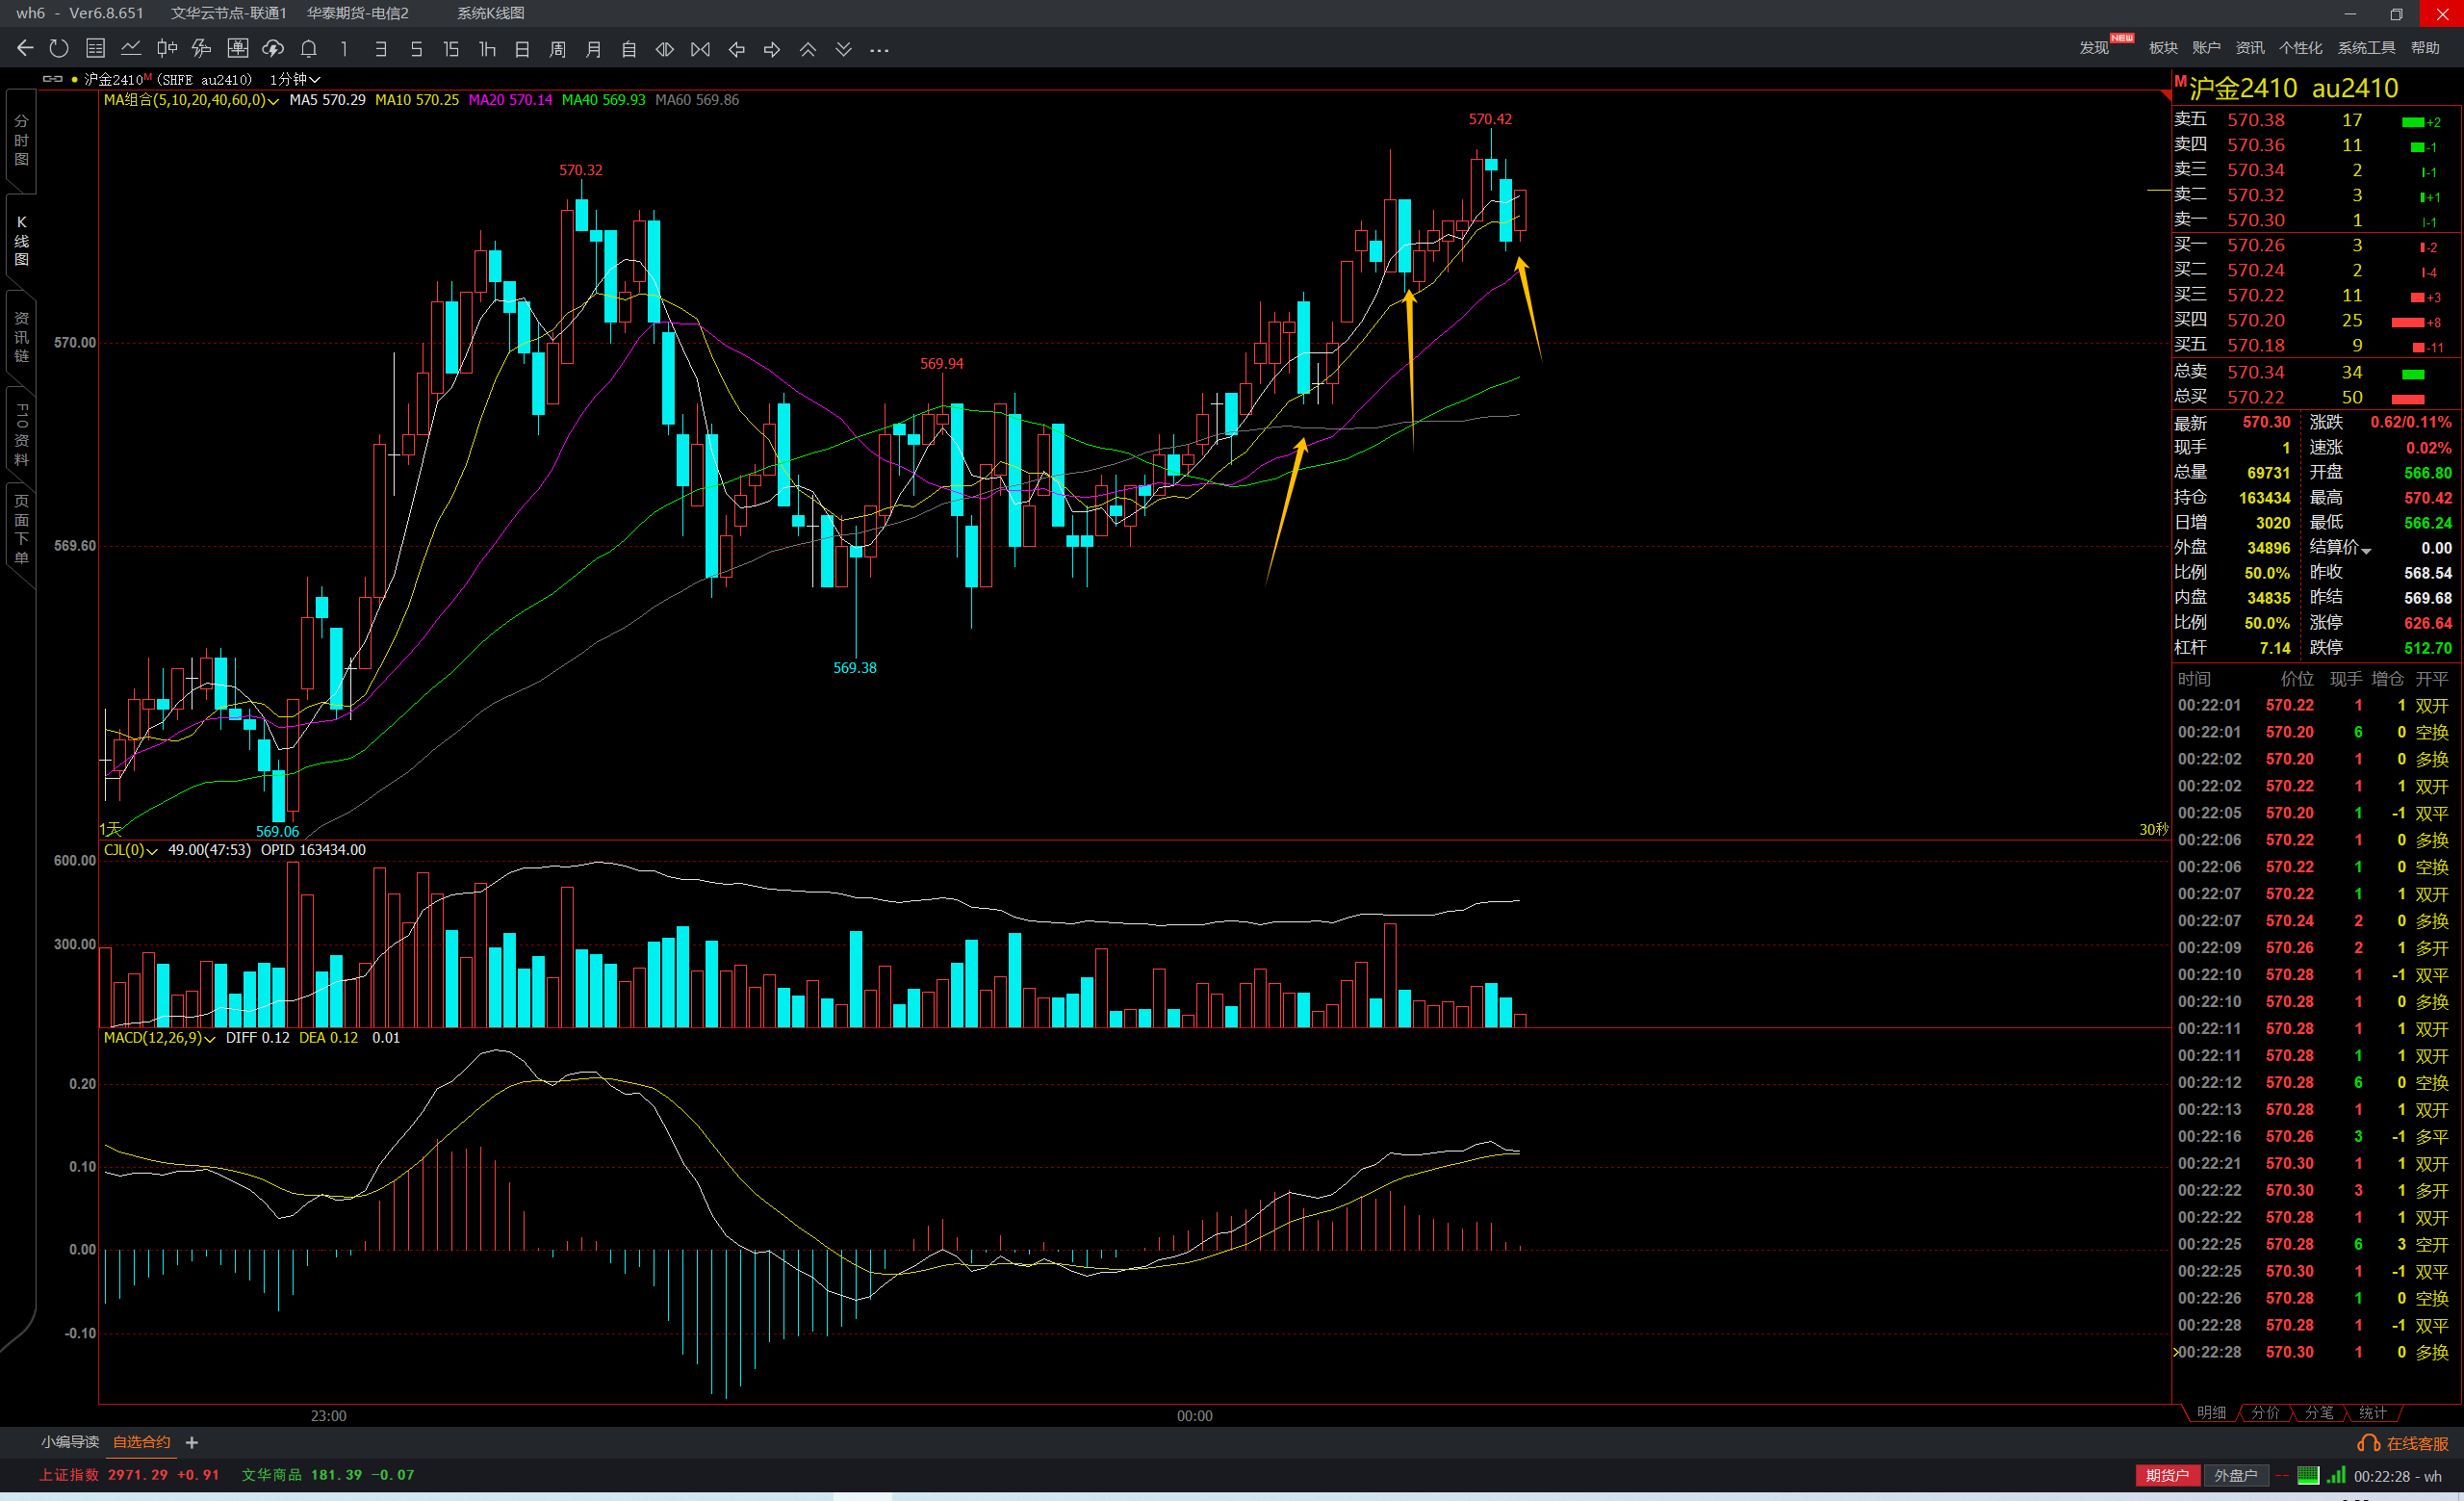 wh6 - Ver6.8.651 文华云节点-联通1 华泰期货-电信2 系统K线图
1 3 5 15 1h 日 周 月 自 ...
发现 NEW 板块 账户 资讯 个性化 系统工具 帮助
沪金2410M (SHFE au2410) 1分钟
MA组合(5,10,20,40,60,0) MA5 570.29 MA10 570.25 MA20 570.14 MA40 569.93 MA60 569.86
分时图
K线图
资讯链
F10资料
页面下单
570.42
570.32
570.00
569.94
569.60
569.38
569.06
1天
30秒
CJL(0) 49.00(47:53) OPID 163434.00
600.00
300.00
MACD(12,26,9) DIFF 0.12 DEA 0.12 0.01
0.20
0.10
0.00
-0.10
23:00 00:00
M 沪金2410 au2410
卖五 570.38 17 +2
卖四 570.36 11 -1
卖三 570.34 2 -1
卖二 570.32 3 +1
卖一 570.30 1 -1
买一 570.26 3 -2
买二 570.24 2 -4
买三 570.22 11 +3
买四 570.20 25 +8
买五 570.18 9 -11
总卖 570.34 34
总买 570.22 50
最新 570.30 涨跌 0.62/0.11%
现手 1 速涨 0.02%
总量 69731 开盘 566.80
持仓 163434 最高 570.42
日增 3020 最低 566.24
外盘 34896 结算价 0.00
比例 50.0% 昨收 568.54
内盘 34835 昨结 569.68
比例 50.0% 涨停 626.64
杠杆 7.14 跌停 512.70
时间 价位 现手 增仓 开平
00:22:01 570.22 1 1 双开
00:22:01 570.20 6 0 空换
00:22:02 570.20 1 0 多换
00:22:02 570.22 1 1 双开
00:22:05 570.20 1 -1 双平
00:22:06 570.22 1 0 多换
00:22:06 570.22 1 0 空换
00:22:07 570.22 1 1 双开
00:22:07 570.24 2 0 多换
00:22:09 570.26 2 1 多开
00:22:10 570.28 1 -1 双平
00:22:10 570.28 1 0 多换
00:22:11 570.28 1 1 双开
00:22:11 570.28 1 1 双开
00:22:12 570.28 6 0 空换
00:22:13 570.28 1 1 双开
00:22:16 570.26 3 -1 多平
00:22:21 570.30 1 1 双开
00:22:22 570.30 3 1 多开
00:22:22 570.28 1 1 双开
00:22:25 570.28 6 3 空开
00:22:25 570.30 1 -1 双平
00:22:26 570.28 1 0 空换
00:22:28 570.28 1 -1 双平
00:22:28 570.30 1 0 多换
明细 分价 分笔 统计
小编导读 自选合约 +
在线客服
上证指数 2971.29 +0.91 文华商品 181.39 -0.07
期货户 外盘户 -- 00:22:28 - wh